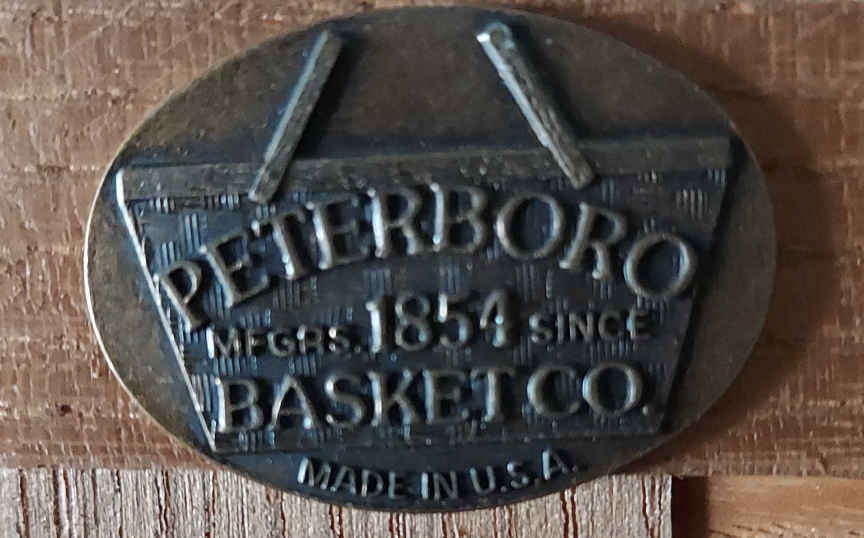 PETERBORO
MFGRS. 1854 SINCE
BASKET CO.
MADE IN U.S.A.